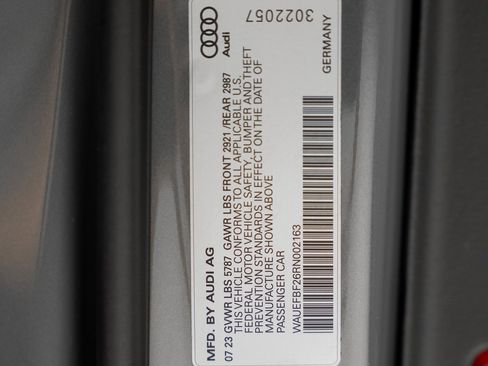 MFD. BY AUDI AG
07 23 GVWR LBS 5787 GAWR LBS FRONT 2921 /REAR 2987
THIS VEHICLE CONFORMS TO ALL APPLICABLE U.S.
FEDERAL MOTOR VEHICLE SAFETY, BUMPER AND THEFT
PREVENTION STANDARDS IN EFFECT ON THE DATE OF
MANUFACTURE SHOWN ABOVE
PASSENGER CAR
WAUEFBF26RN002163
GERMANY
Audi
3022057